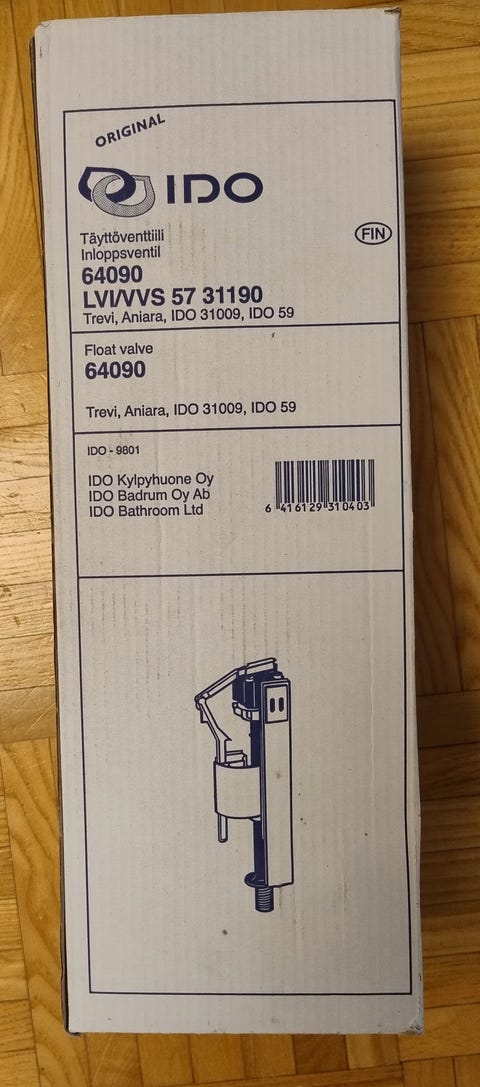 ORIGINAL
IDO
FIN
Täyttöventtiili
Inloppsventil
64090
LVI/VVS 57 31190
Trevi, Aniara, IDO 31009, IDO 59
Float valve
64090
Trevi, Aniara, IDO 31009, IDO 59
IDO - 9801
IDO Kylpyhuone Oy
IDO Badrum Oy Ab
IDO Bathroom Ltd
6 416129 310403